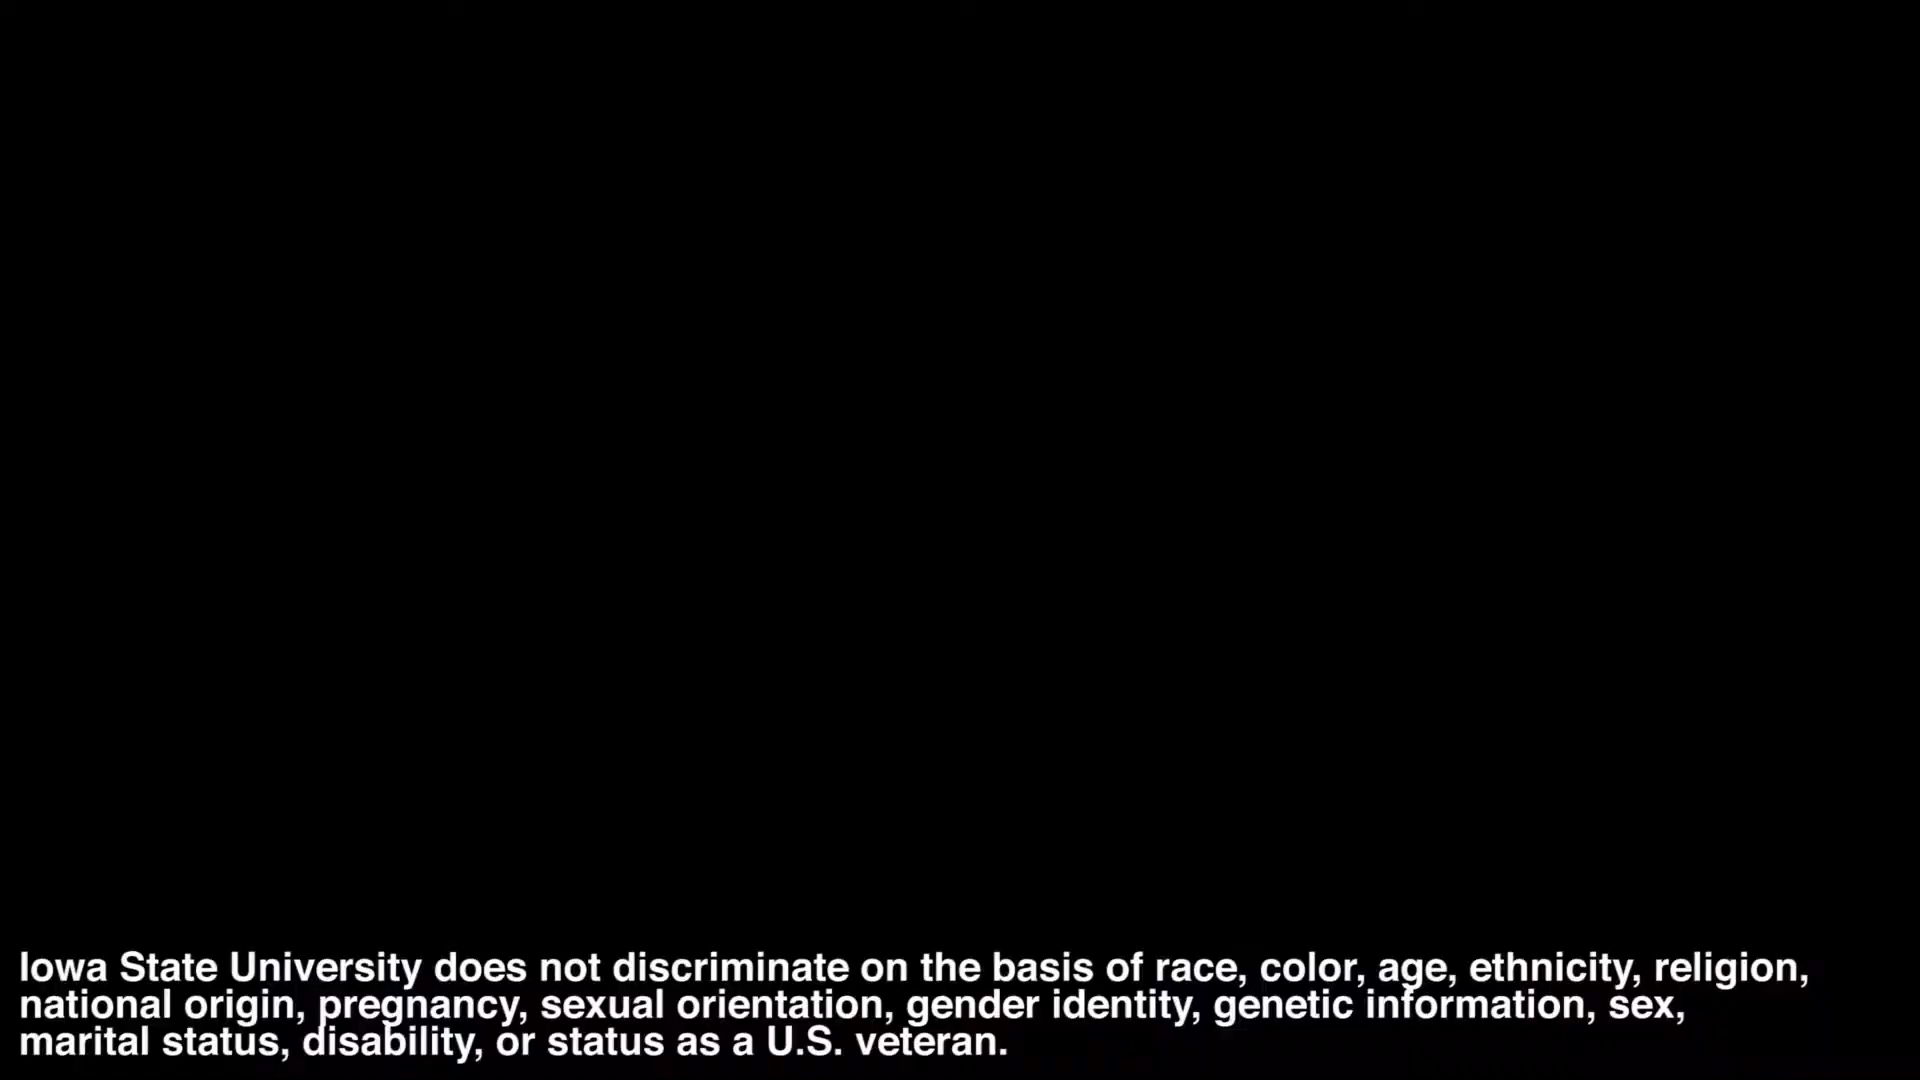 Iowa State University does not discriminate on the basis of race, color, age, ethnicity, religion,
national origin, pregnancy, sexual orientation, gender identity, genetic information, sex,
marital status, disability, or status as a U.S. veteran.